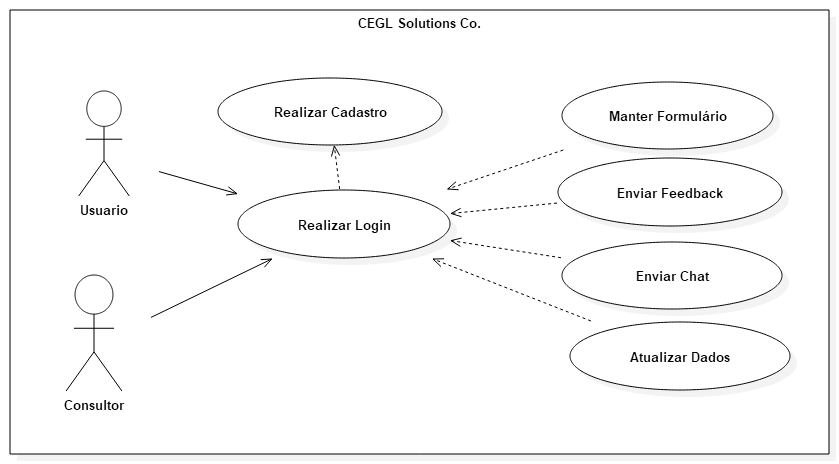 CEGL Solutions Co.
Realizar Cadastro
Manter Formulário
Enviar Feedback
Usuario
Realizar Login
Enviar Chat
Atualizar Dados
Consultor